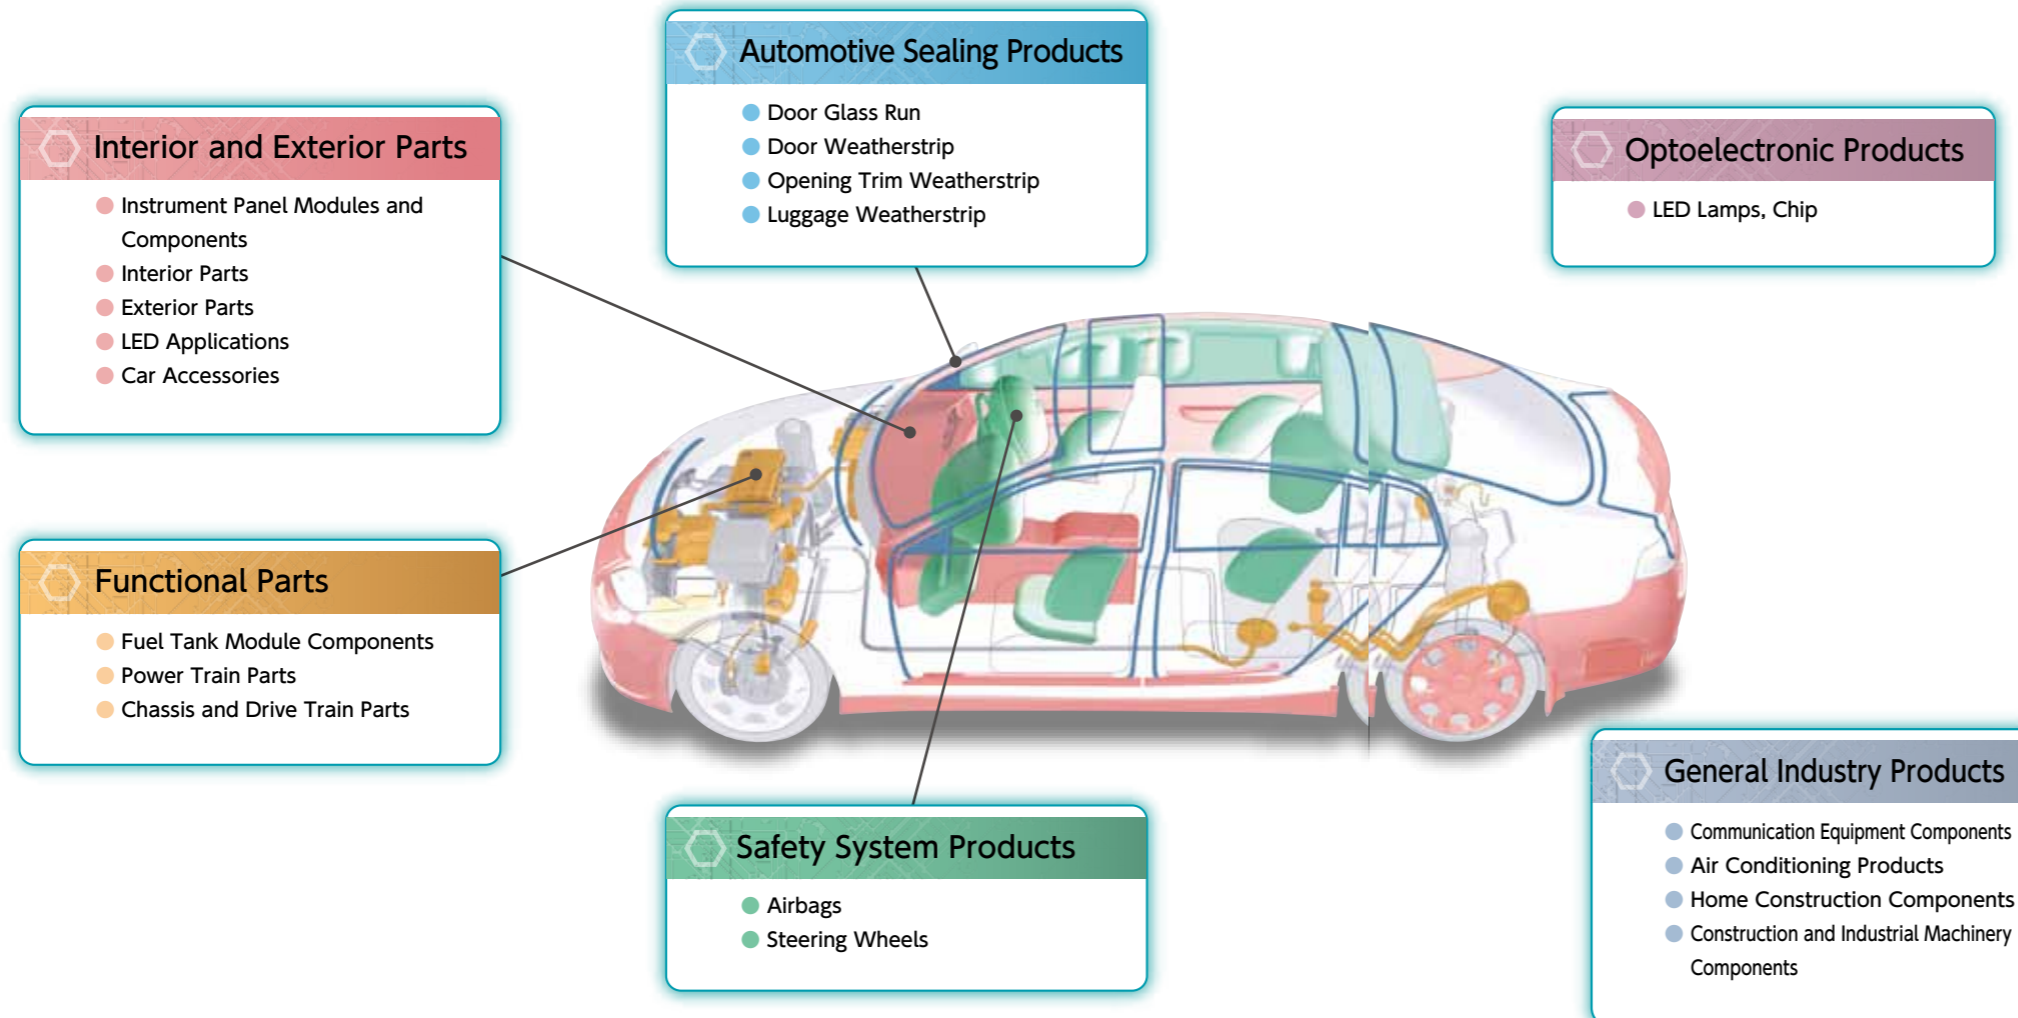 Automotive Sealing Products
Door Glass Run
Door Weatherstrip
Opening Trim Weatherstrip
Luggage Weatherstrip
Interior and Exterior Parts
Instrument Panel Modules and
Components
Interior Parts
Exterior Parts
LED Applications
Car Accessories
Optoelectronic Products
LED Lamps, Chip
Functional Parts
Fuel Tank Module Components
Power Train Parts
Chassis and Drive Train Parts
Safety System Products
Airbags
Steering Wheels
General Industry Products
Communication Equipment Components
Air Conditioning Products
Home Construction Components
Construction and Industrial Machinery
Components